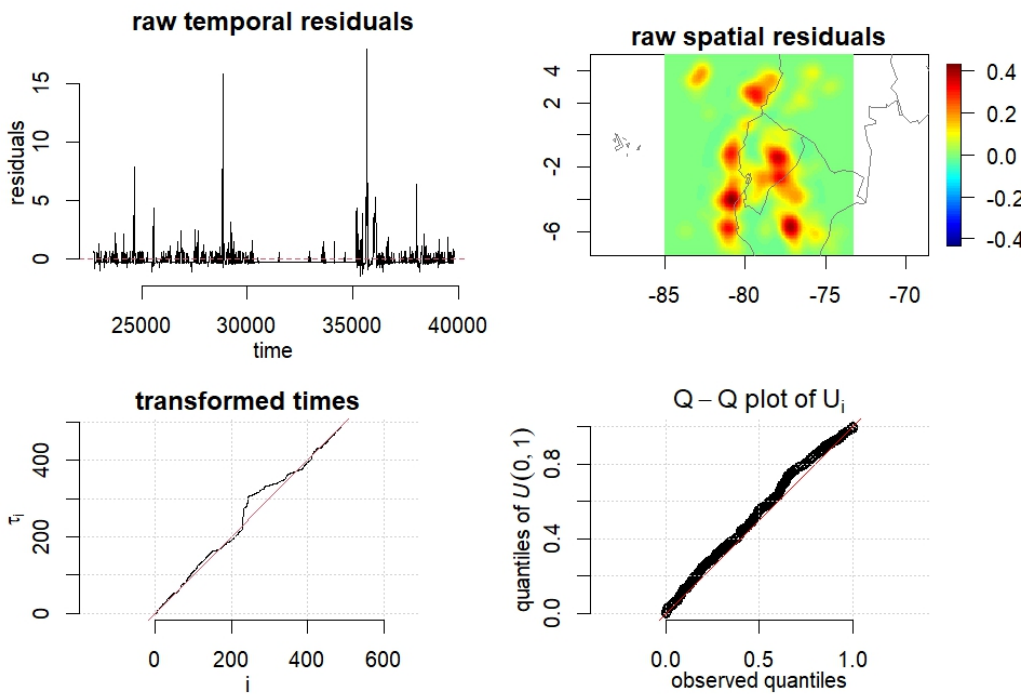 raw temporal residuals
residuals
15
10
5
0
25000 30000 35000 40000
time
raw spatial residuals
4
2
-2
-6
-85 -80 -75 -70
0.4
0.2
0.0
-0.2
-0.4
transformed times
τi
400
200
0
0 200 400 600
i
Q – Q plot of Ui
quantiles of U(0, 1)
0.8
0.4
0.0
0.0 0.5 1.0
observed quantiles